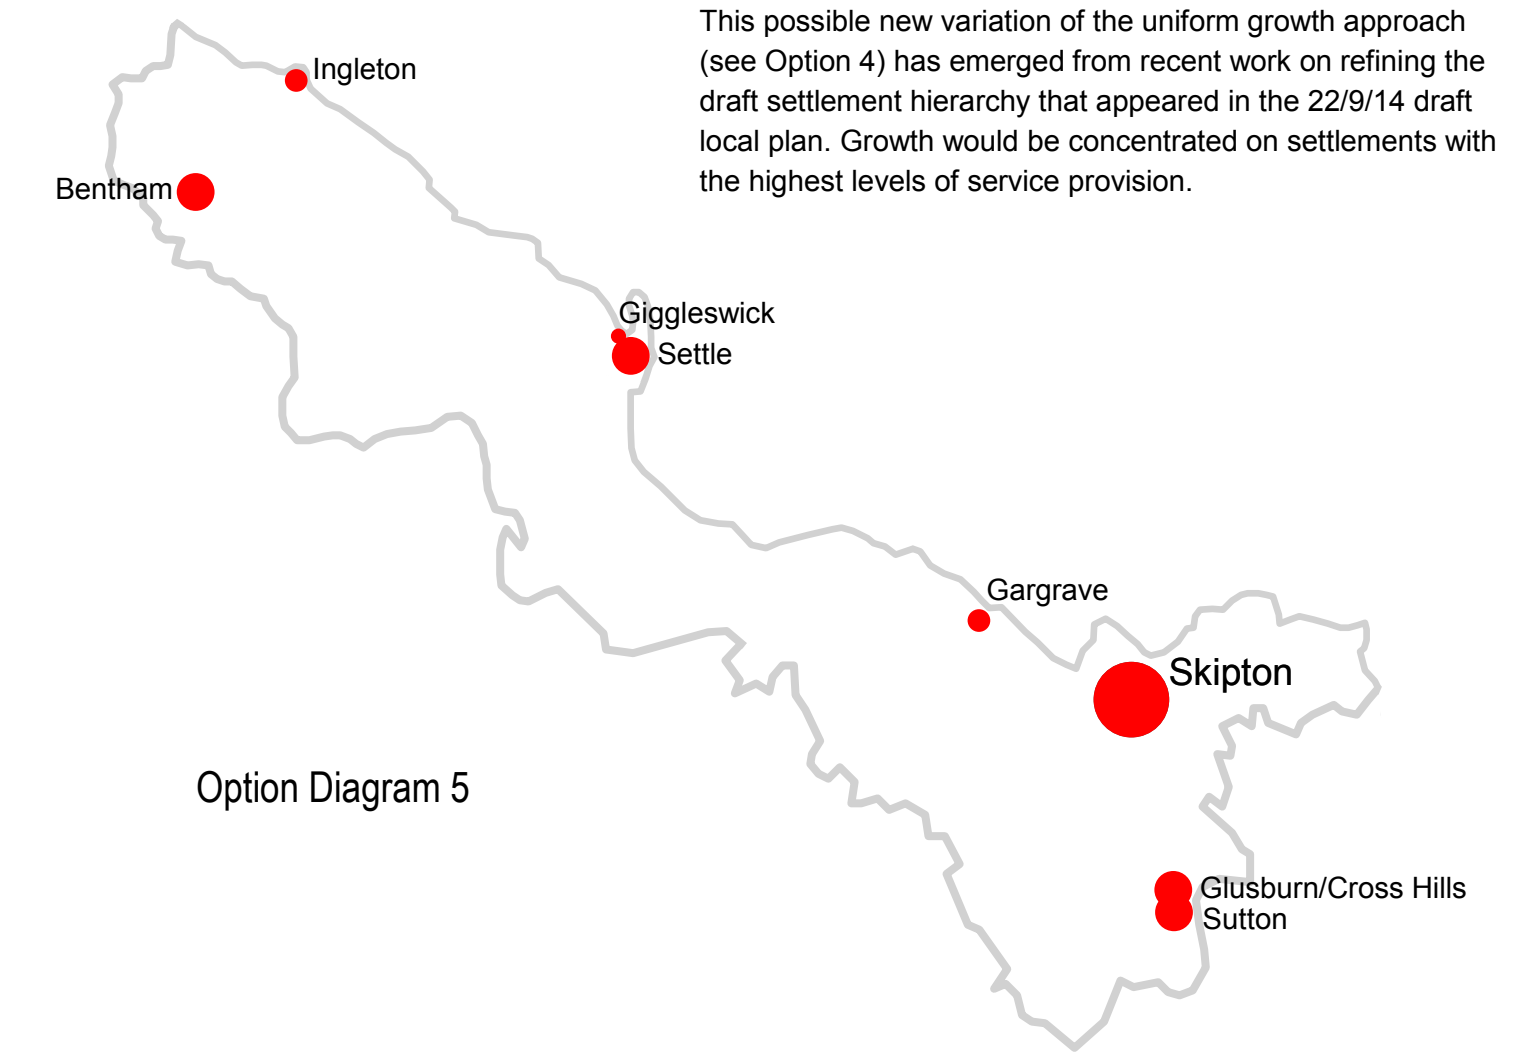 This possible new variation of the uniform growth approach
(see Option 4) has emerged from recent work on refining the
draft settlement hierarchy that appeared in the 22/9/14 draft
local plan. Growth would be concentrated on settlements with
the highest levels of service provision.
Ingleton
Bentham
Giggleswick
Settle
Gargrave
Skipton
Option Diagram 5
Glusburn/Cross Hills
Sutton